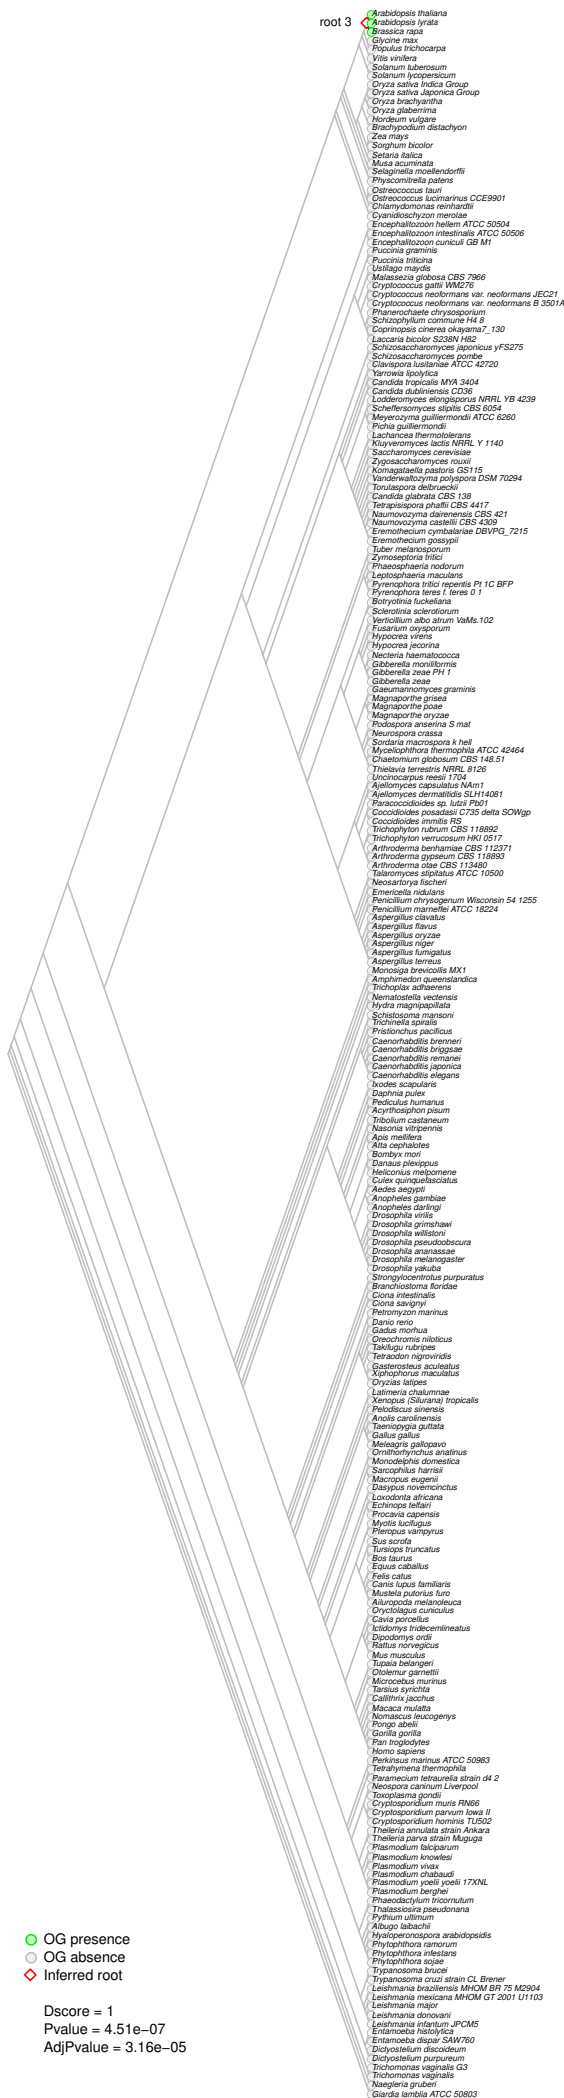 root 3
Arabidopsis thaliana
Arabidopsis lyrata
Brassica rapa
Glycine max
Populus trichocarpa
Vitis vinifera
Solanum tuberosum
Solanum lycopersicum
Oryza sativa Indica Group
Oryza sativa Japonica Group
Oryza brachyantha
Oryza glaberrima
Hordeum vulgare
Brachypodium distachyon
Zea mays
Sorghum bicolor
Setaria italica
Musa acuminata
Selaginella moellendorffii
Physcomitrella patens
Ostreococcus tauri
Ostreococcus lucimarinus CCE9901
Chlamydomonas reinhardtii
Cyanidioschyzon merolae
Encephalitozoon hellem ATCC 50504
Encephalitozoon intestinalis ATCC 50506
Encephalitozoon cuniculi GB M1
Puccinia graminis
Puccinia triticina
Ustilago maydis
Malassezia globosa CBS 7966
Cryptococcus gattii WM276
Cryptococcus neoformans var. neoformans JEC21
Cryptococcus neoformans var. neoformans B 3501A
Phanerochaete chrysosporium
Schizophyllum commune H4 8
Coprinopsis cinerea okayama7_130
Laccaria bicolor S238N H82
Schizosaccharomyces japonicus yFS275
Schizosaccharomyces pombe
Clavispora lusitaniae ATCC 42720
Yarrowia lipolytica
Candida tropicalis MYA 3404
Candida dubliniensis CD36
Lodderomyces elongisporus NRRL YB 4239
Scheffersomyces stipitis CBS 6054
Meyerozyma guilliermondii ATCC 6260
Pichia guilliermondii
Lachancea thermotolerans
Kluyveromyces lactis NRRL Y 1140
Saccharomyces cerevisiae
Zygosaccharomyces rouxii
Komagataella pastoris GS115
Vanderwaltozyma polyspora DSM 70294
Torulaspora delbrueckii
Candida glabrata CBS 138
Tetrapisispora phaffii CBS 4417
Naumovozyma dairenensis CBS 421
Naumovozyma castellii CBS 4309
Eremothecium cymbalariae DBVPG_7215
Eremothecium gossypii
Tuber melanosporum
Zymoseptoria tritici
Phaeosphaeria nodorum
Leptosphaeria maculans
Pyrenophora tritici repentis Pt 1C BFP
Pyrenophora teres f. teres 0 1
Botryotinia fuckeliana
Sclerotinia sclerotiorum
Verticillium albo atrum VaMs.102
Fusarium oxysporum
Hypocrea virens
Hypocrea jecorina
Necteria haematococca
Gibberella moniliformis
Gibberella zeae PH 1
Gibberella zeae
Gaeumannomyces graminis
Magnaporthe grisea
Magnaporthe poae
Magnaporthe oryzae
Podospora anserina S mat
Neurospora crassa
Sordaria macrospora k hell
Myceliophthora thermophila ATCC 42464
Chaetomium globosum CBS 148.51
Thielavia terrestris NRRL 8126
Uncinocarpus reesii 1704
Ajellomyces capsulatus NAm1
Ajellomyces dermatitidis SLH14081
Paracoccidioides sp. lutzii Pb01
Coccidioides posadasii C735 delta SOWgp
Coccidioides immitis RS
Trichophyton rubrum CBS 118892
Trichophyton verrucosum HKI 0517
Arthroderma benhamiae CBS 112371
Arthroderma gypseum CBS 118893
Arthroderma otae CBS 113480
Talaromyces stipitatus ATCC 10500
Neosartorya fischeri
Emericella nidulans
Penicillium chrysogenum Wisconsin 54 1255
Penicillium marneffei ATCC 18224
Aspergillus clavatus
Aspergillus flavus
Aspergillus oryzae
Aspergillus niger
Aspergillus fumigatus
Aspergillus terreus
Monosiga brevicollis MX1
Amphimedon queenslandica
Trichoplax adhaerens
Nematostella vectensis
Hydra magnipapillata
Schistosoma mansoni
Trichinella spiralis
Pristionchus pacificus
Caenorhabditis brenneri
Caenorhabditis briggsae
Caenorhabditis remanei
Caenorhabditis japonica
Caenorhabditis elegans
Ixodes scapularis
Daphnia pulex
Pediculus humanus
Acyrthosiphon pisum
Tribolium castaneum
Nasonia vitripennis
Apis mellifera
Atta cephalotes
Bombyx mori
Danaus plexippus
Heliconius melpomene
Culex quinquefasciatus
Aedes aegypti
Anopheles gambiae
Anopheles darlingi
Drosophila virilis
Drosophila grimshawi
Drosophila willistoni
Drosophila pseudoobscura
Drosophila ananassae
Drosophila melanogaster
Drosophila yakuba
Strongylocentrotus purpuratus
Branchiostoma floridae
Ciona intestinalis
Ciona savignyi
Petromyzon marinus
Danio rerio
Gadus morhua
Oreochromis niloticus
Takifugu rubripes
Tetraodon nigroviridis
Gasterosteus aculeatus
Xiphophorus maculatus
Oryzias latipes
Latimeria chalumnae
Xenopus (Silurana) tropicalis
Pelodiscus sinensis
Anolis carolinensis
Taeniopygia guttata
Gallus gallus
Meleagris gallopavo
Ornithorhynchus anatinus
Monodelphis domestica
Sarcophilus harrisii
Macropus eugenii
Dasypus novemcinctus
Loxodonta africana
Echinops telfairi
Procavia capensis
Myotis lucifugus
Pteropus vampyrus
Sus scrofa
Tursiops truncatus
Bos taurus
Equus caballus
Felis catus
Canis lupus familiaris
Mustela putorius furo
Ailuropoda melanoleuca
Oryctolagus cuniculus
Cavia porcellus
Ictidomys tridecemlineatus
Dipodomys ordii
Rattus norvegicus
Mus musculus
Tupaia belangeri
Otolemur garnettii
Microcebus murinus
Tarsius syrichta
Callithrix jacchus
Macaca mulatta
Nomascus leucogenys
Pongo abelii
Gorilla gorilla
Pan troglodytes
Homo sapiens
Perkinsus marinus ATCC 50983
Tetrahymena thermophila
Paramecium tetraurelia strain d4 2
Neospora caninum Liverpool
Toxoplasma gondii
Cryptosporidium muris RN66
Cryptosporidium parvum Iowa II
Cryptosporidium hominis TU502
Theileria annulata strain Ankara
Theileria parva strain Muguga
Plasmodium falciparum
Plasmodium knowlesi
Plasmodium vivax
Plasmodium chabaudi
Plasmodium yoelii yoelii 17XNL
Plasmodium berghei
Phaeodactylum tricornutum
Thalassiosira pseudonana
Pythium ultimum
Albugo laibachii
Hyaloperonospora arabidopsidis
Phytophthora ramorum
Phytophthora infestans
Phytophthora sojae
Trypanosoma brucei
Trypanosoma cruzi strain CL Brener
Leishmania braziliensis MHOM BR 75 M2904
Leishmania mexicana MHOM GT 2001 U1103
Leishmania major
Leishmania donovani
Leishmania infantum JPCM5
Entamoeba histolytica
Entamoeba dispar SAW760
Dictyostelium discoideum
Dictyostelium purpureum
Trichomonas vaginalis G3
Trichomonas vaginalis
Naegleria gruberi
Giardia lamblia ATCC 50803
OG presence
OG absence
Inferred root
Dscore = 1
Pvalue = 4.51e−07
AdjPvalue = 3.16e−05